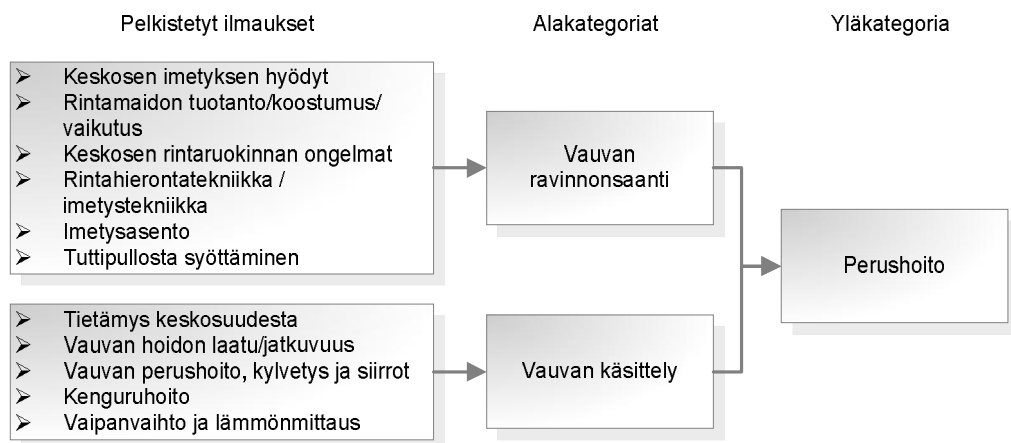 Pelkistetyt ilmaukset
Alakategoriat
Yläkategoria
➤ Keskosen imetyksen hyödyt
➤ Rintamaidon tuotanto/koostumus/
vaikutus
➤ Keskosen rintaruokinnan ongelmat
➤ Rintahierontatekniikka /
imetystekniikka
➤ Imetysasento
➤ Tuttipullosta syöttäminen
Vauvan
ravinnonsaanti
Perushoito
➤ Tietämys keskosuudesta
➤ Vauvan hoidon laatu/jatkuvuus
➤ Vauvan perushoito, kylvetys ja siirrot
➤ Kenguruhoito
➤ Vaipanvaihto ja lämmönmittaus
Vauvan käsittely